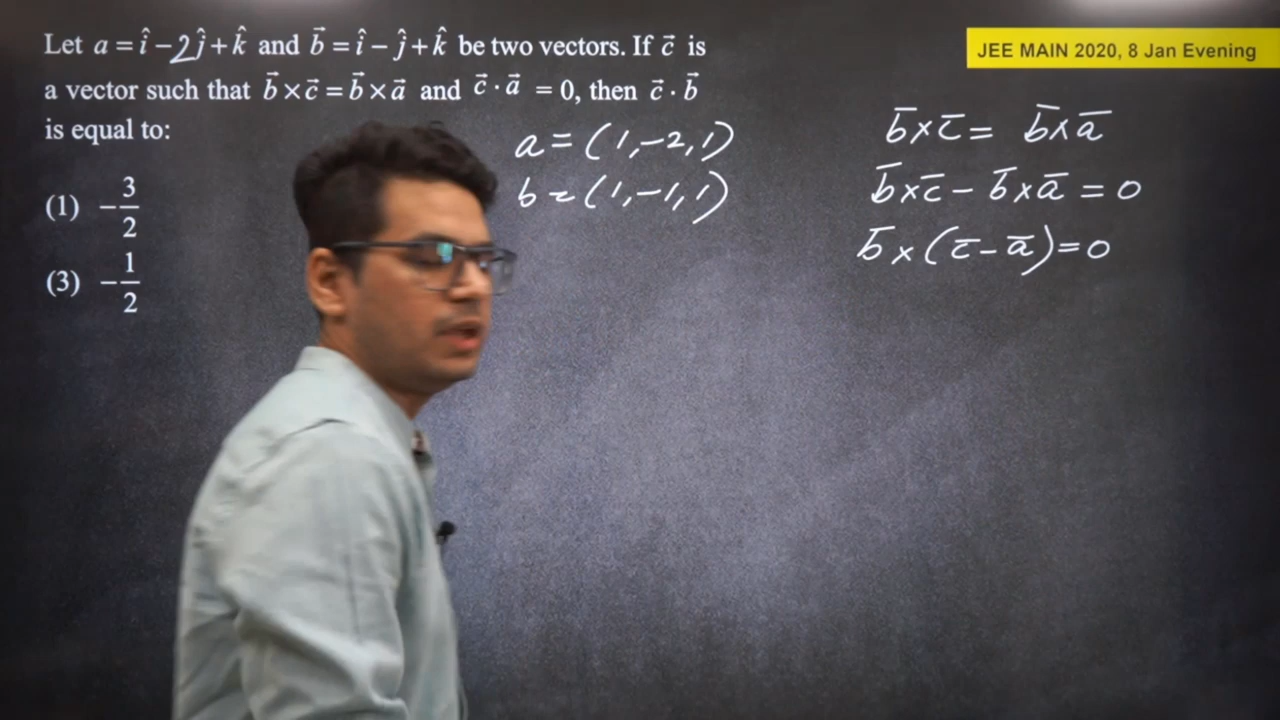 Let a = î − 2ĵ + k̂ and b⃗ = î − ĵ + k̂ be two vectors. If c⃗ is
a vector such that b⃗ × c⃗ = b⃗ × a⃗ and c⃗ · a⃗ = 0, then c⃗ · b⃗
is equal to:
(1) −3/2
(3) −1/2
JEE MAIN 2020, 8 Jan Evening
a = (1, −2, 1)
b = (1, −1, 1)
b̄ × c̄ = b̄ × ā
b̄ × c̄ − b̄ × ā = 0
b̄ × (c̄ − ā) = 0